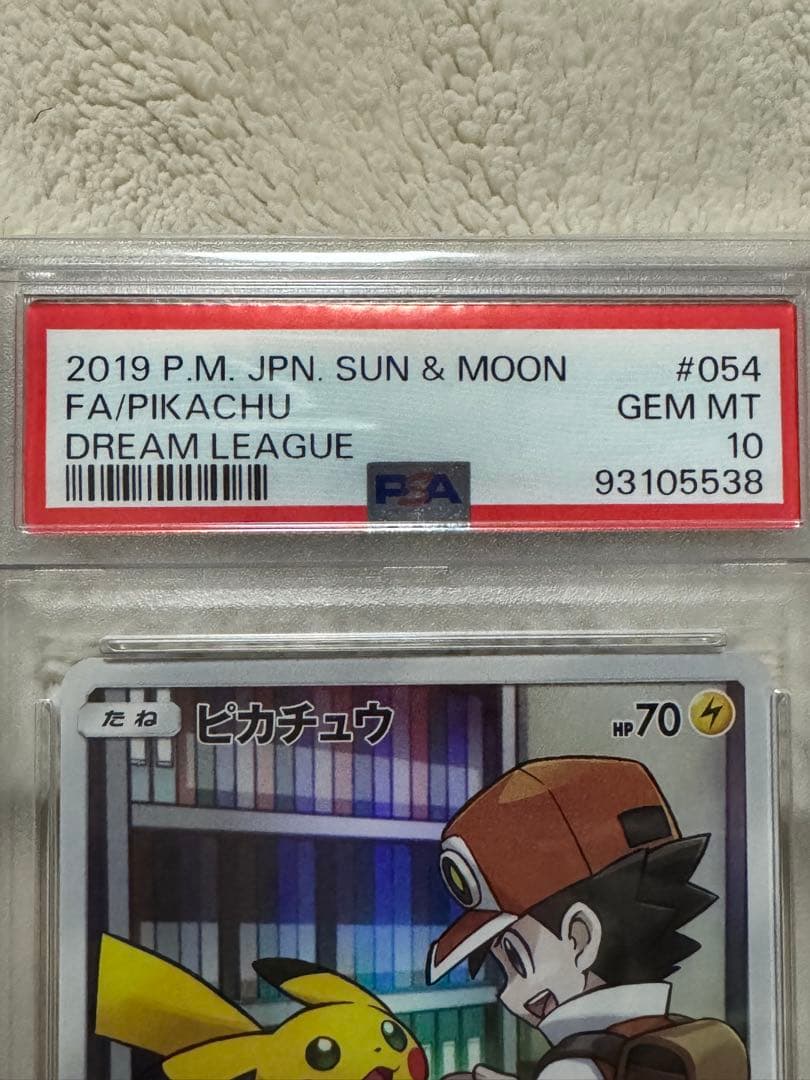 2019 P.M. JPN. SUN & MOON #054
FA/PIKACHU GEM MT
DREAM LEAGUE 10
PSA 93105538
たね ピカチュウ HP70